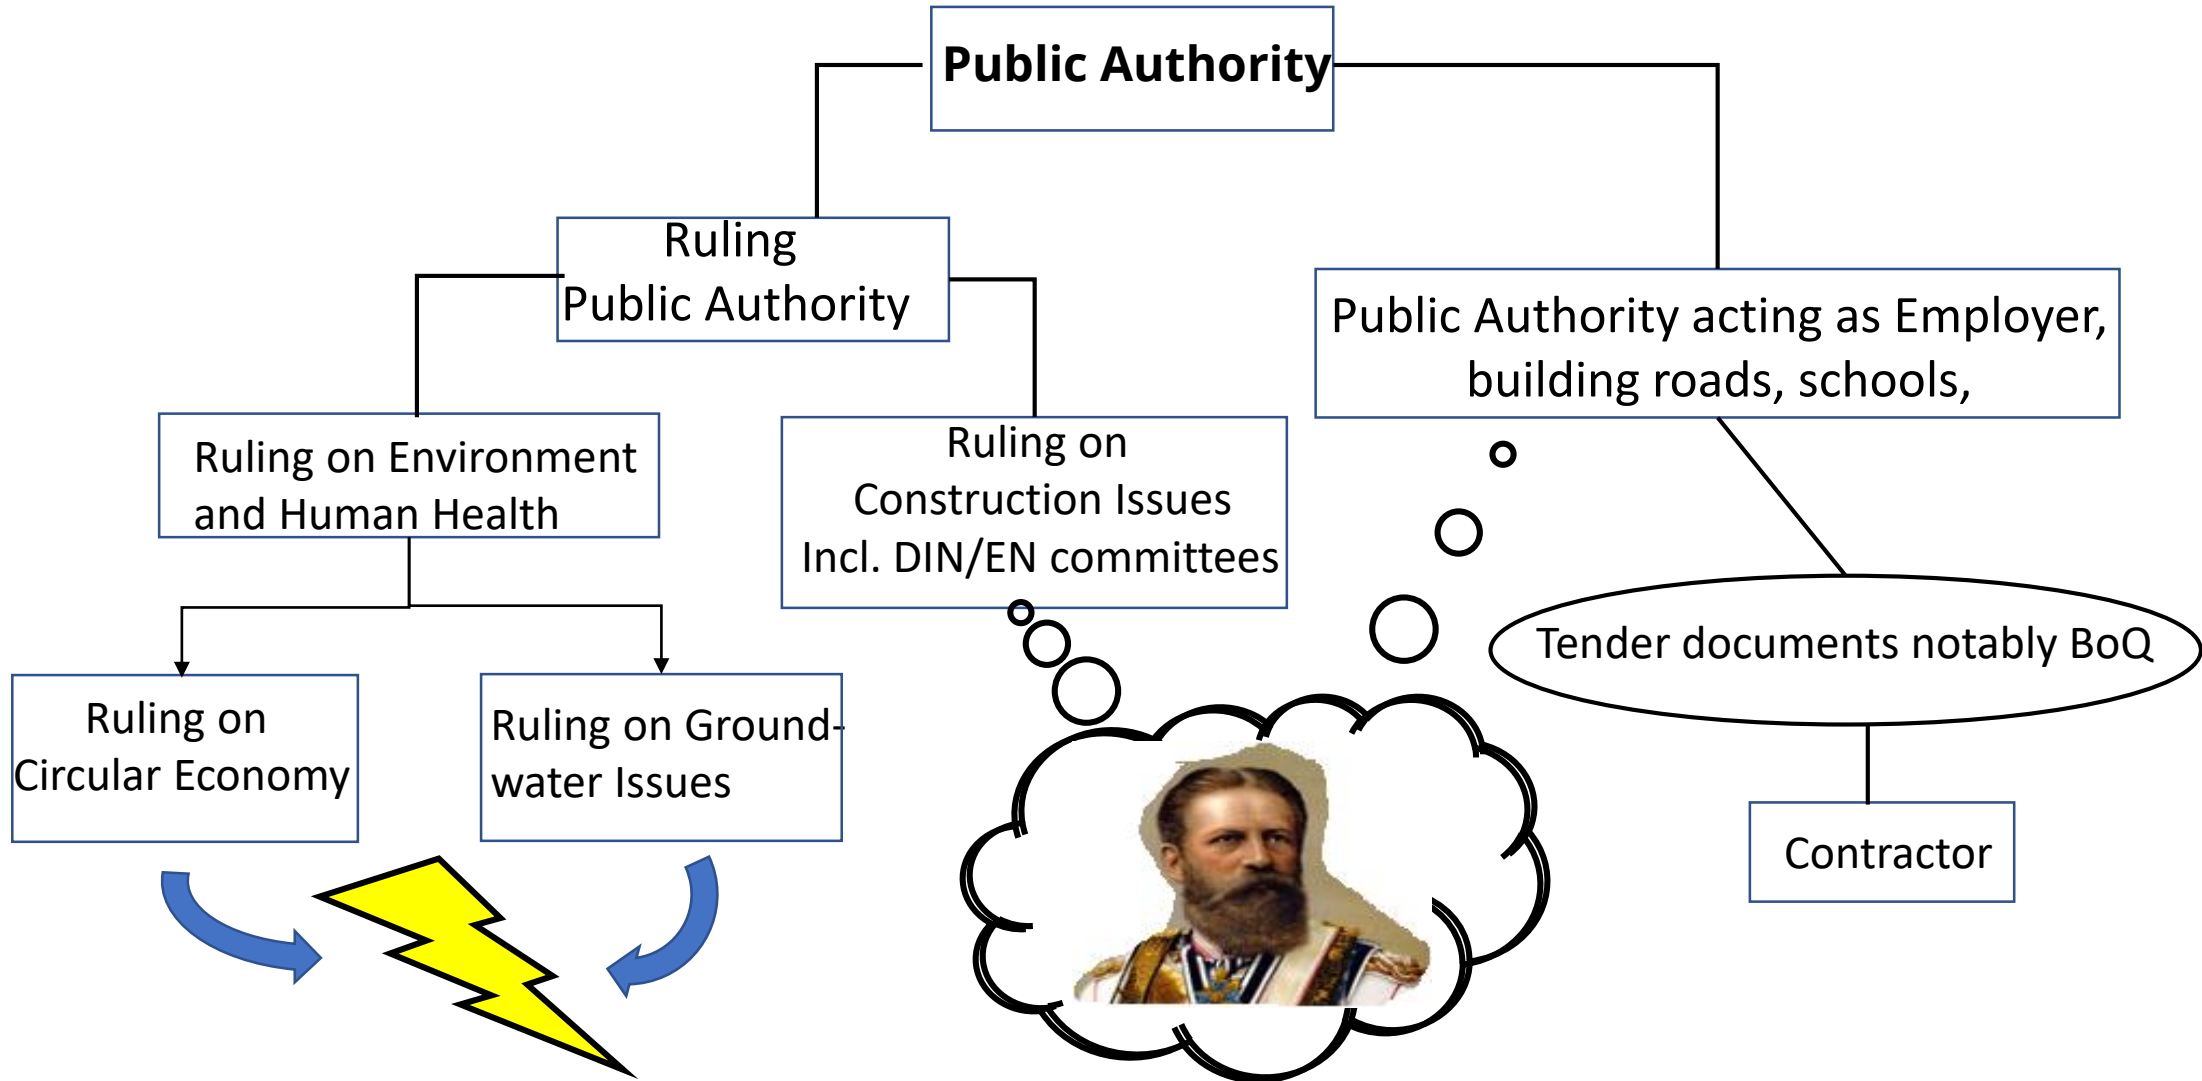 Public Authority
Ruling
Public Authority
Public Authority acting as Employer,
building roads, schools,
Ruling on Environment
and Human Health
Ruling on
Construction Issues
Incl. DIN/EN committees
Tender documents notably BoQ
Ruling on
Circular Economy
Ruling on Ground-
water Issues
Contractor